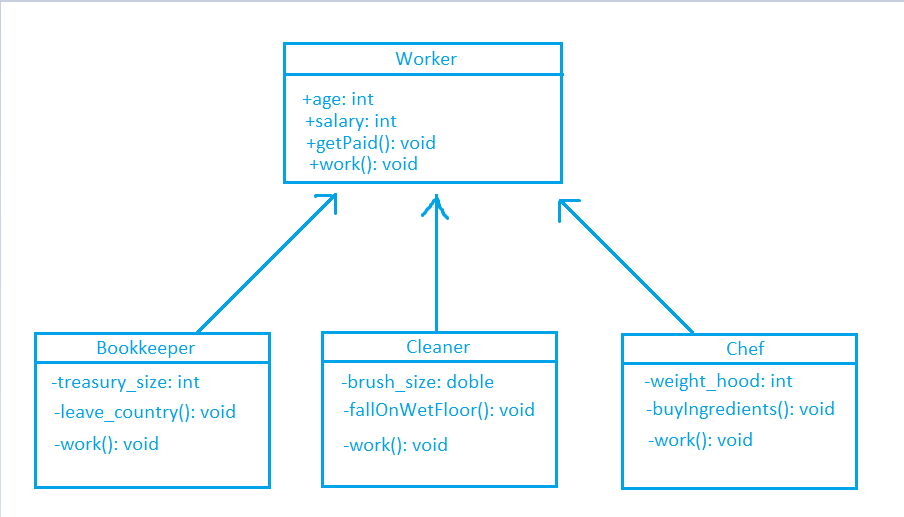 Worker
+age: int
+salary: int
+getPaid(): void
+work(): void
Bookkeeper
-treasury_size: int
-leave_country(): void
-work(): void
Cleaner
-brush_size: doble
-fallOnWetFloor(): void
-work(): void
Chef
-weight_hood: int
-buyIngredients(): void
-work(): void